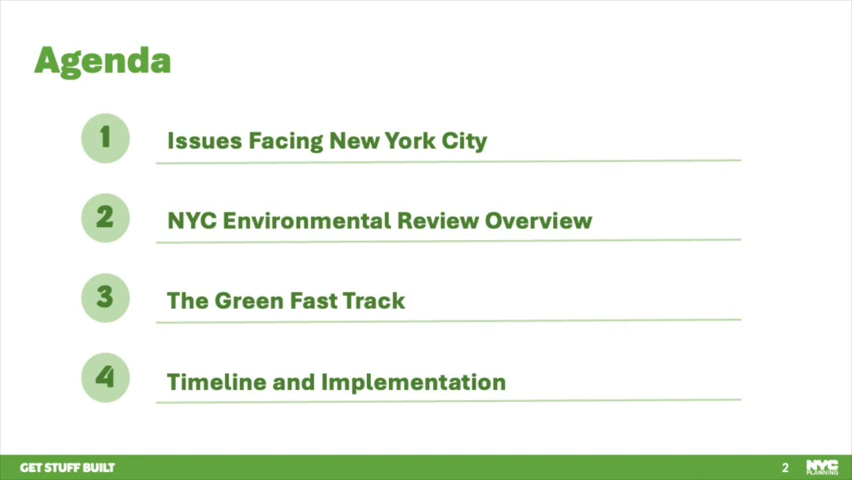 Agenda
1
Issues Facing New York City
2
NYC Environmental Review Overview
3
The Green Fast Track
4
Timeline and Implementation
GET STUFF BUILT
2
NYC
PLANNING